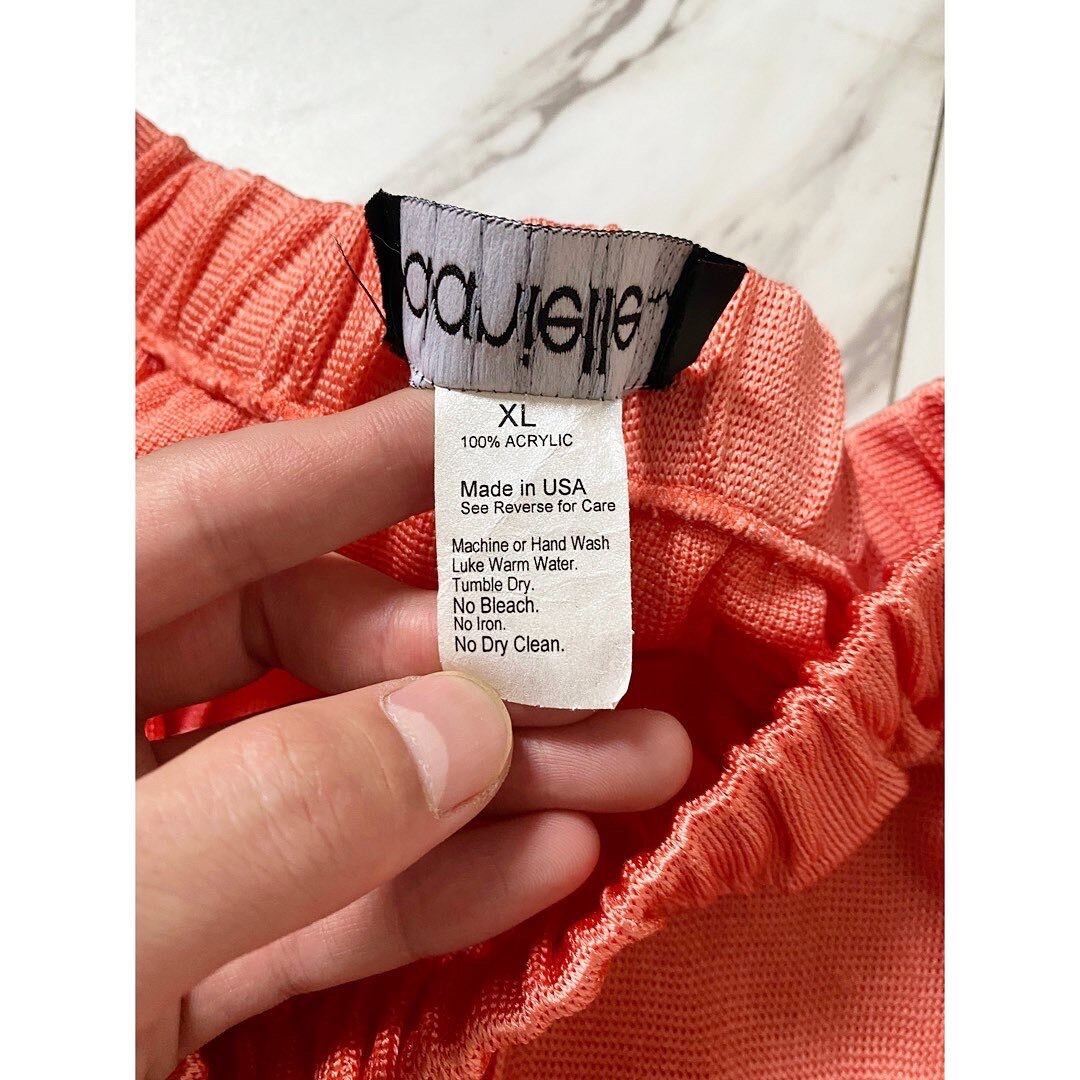 XL
100% ACRYLIC
Made in USA
See Reverse for Care
Machine or Hand Wash
Luke Warm Water.
Tumble Dry.
No Bleach.
No Iron.
No Dry Clean.